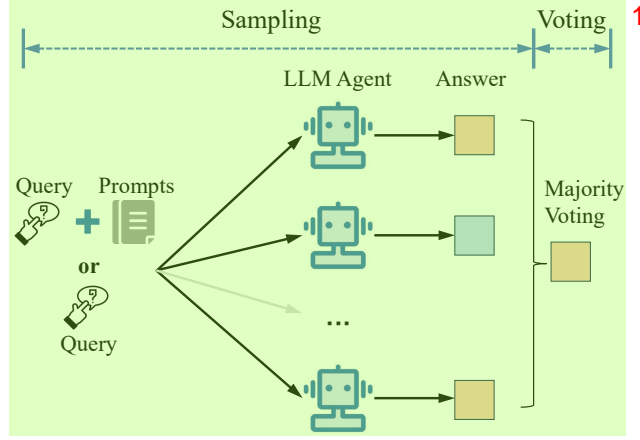 Sampling
Voting
1
LLM Agent
Answer
Query
Prompts
or
Query
...
Majority
Voting